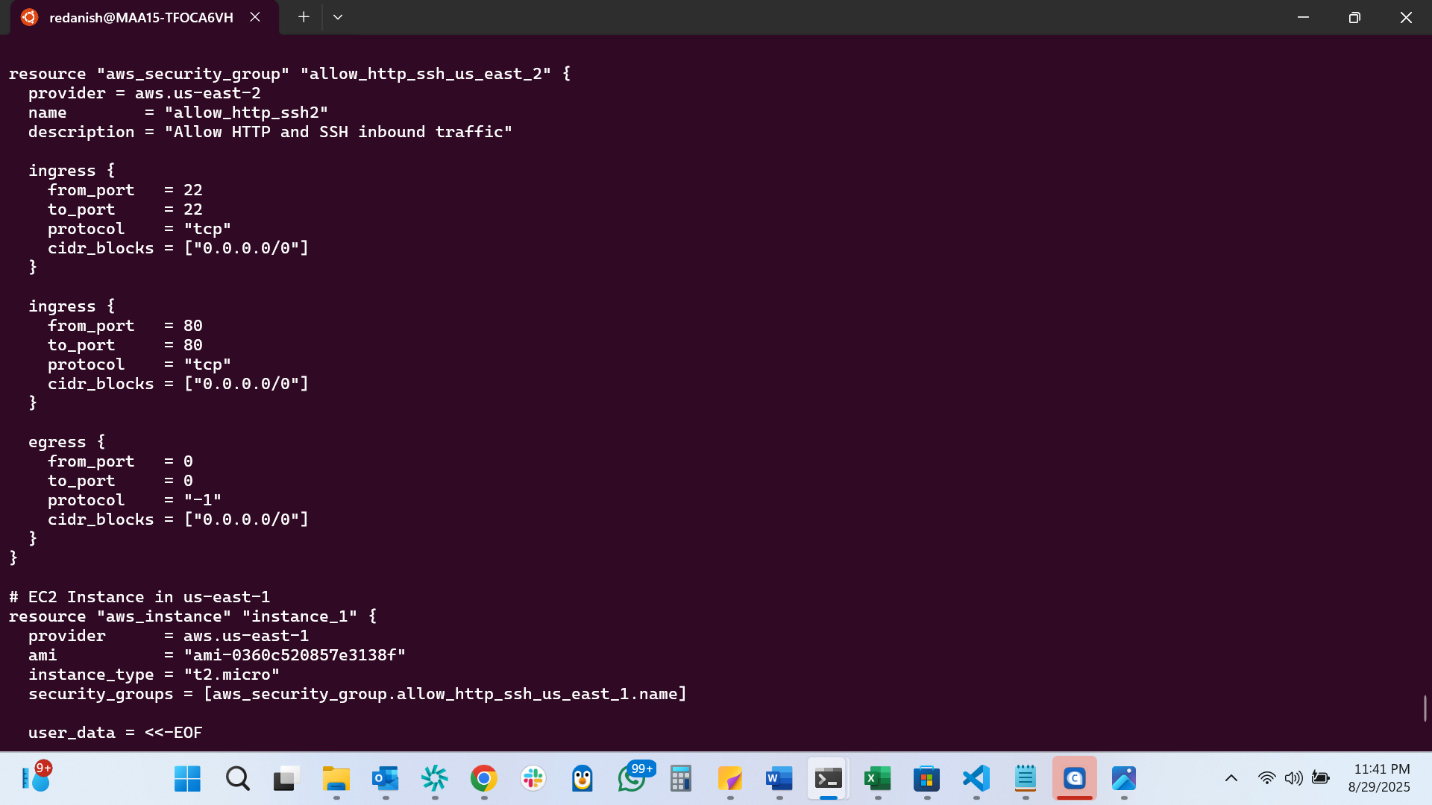 redanish@MAA15-TFOCA6VH
resource "aws_security_group" "allow_http_ssh_us_east_2" {
  provider = aws.us-east-2
  name        = "allow_http_ssh2"
  description = "Allow HTTP and SSH inbound traffic"

  ingress {
    from_port   = 22
    to_port     = 22
    protocol    = "tcp"
    cidr_blocks = ["0.0.0.0/0"]
  }

  ingress {
    from_port   = 80
    to_port     = 80
    protocol    = "tcp"
    cidr_blocks = ["0.0.0.0/0"]
  }

  egress {
    from_port   = 0
    to_port     = 0
    protocol    = "-1"
    cidr_blocks = ["0.0.0.0/0"]
  }
}

# EC2 Instance in us-east-1
resource "aws_instance" "instance_1" {
  provider      = aws.us-east-1
  ami           = "ami-0360c520857e3138f"
  instance_type = "t2.micro"
  security_groups = [aws_security_group.allow_http_ssh_us_east_1.name]

  user_data = <<-EOF
9+
99+
11:41 PM
8/29/2025